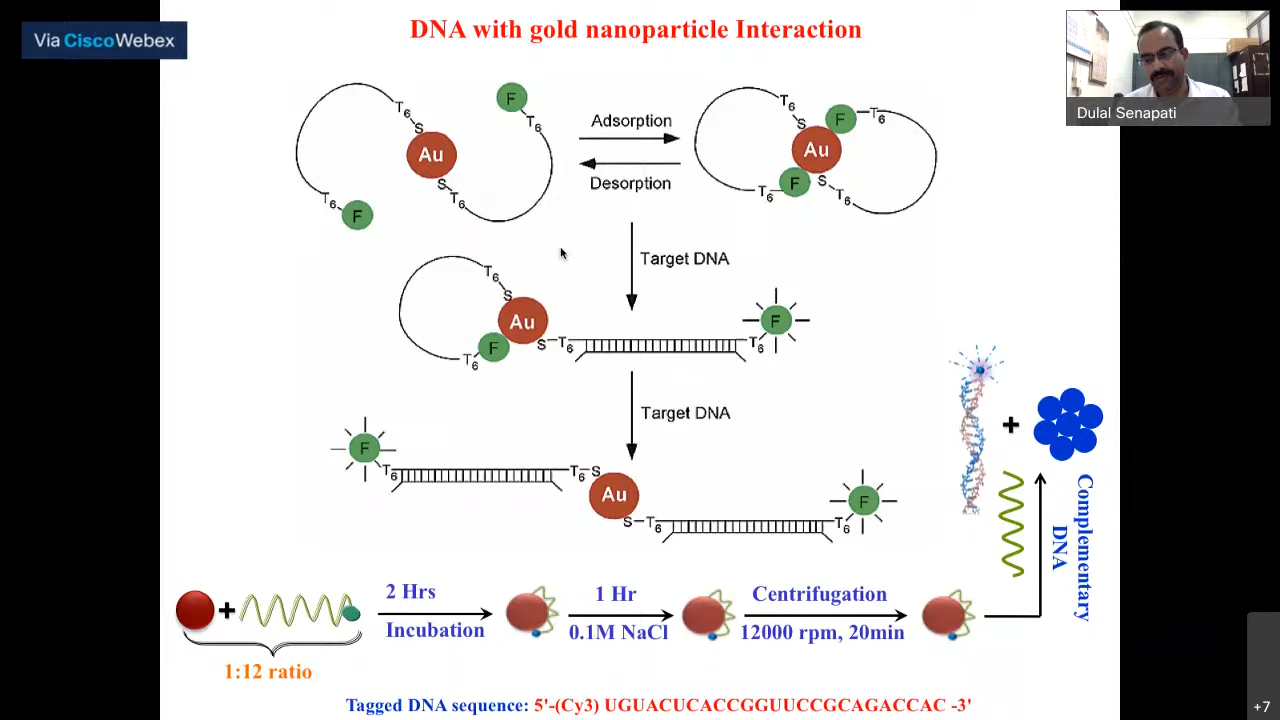 Via CiscoWebex
DNA with gold nanoparticle Interaction
Dulal Senapati
T6
S
Au
S
T6
T6
F
F
T6
Adsorption
Desorption
T6
S
F
T6
Au
T6
F
S
T6
Target DNA
T6
S
Au
F
T6
S-T6
T6
F
Target DNA
F
T6
T6-S
Au
S-T6
T6
F
+
Complementary
DNA
+
2 Hrs
Incubation
1 Hr
0.1M NaCl
Centrifugation
12000 rpm, 20min
1:12 ratio
Tagged DNA sequence: 5'-(Cy3) UGUACUCACCGGUUCCGCAGACCAC -3'
+7